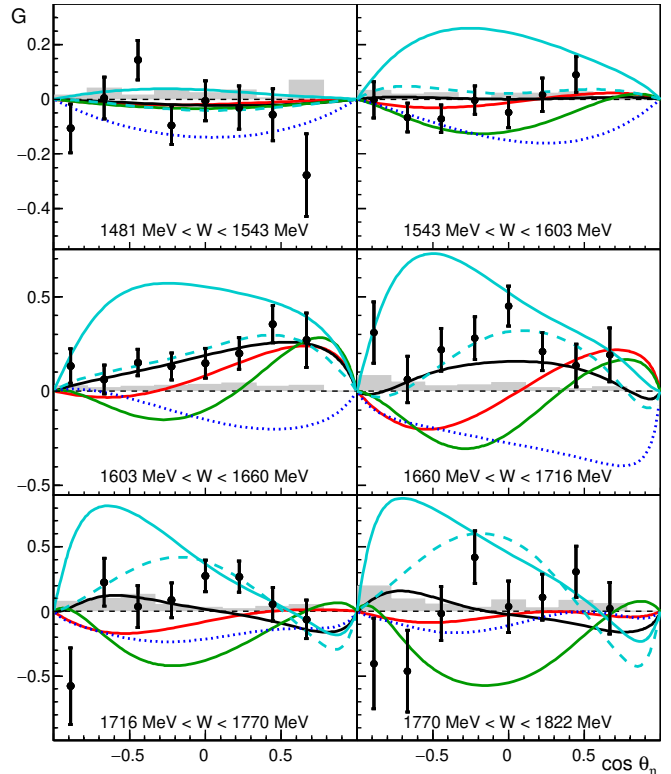 G
0.2
0
−0.2
−0.4
1481 MeV < W < 1543 MeV
1543 MeV < W < 1603 MeV
0.5
0
−0.5
1603 MeV < W < 1660 MeV
1660 MeV < W < 1716 MeV
0.5
0
−0.5
1716 MeV < W < 1770 MeV
1770 MeV < W < 1822 MeV
−0.5 0 0.5 −0.5 0 0.5
cos θη